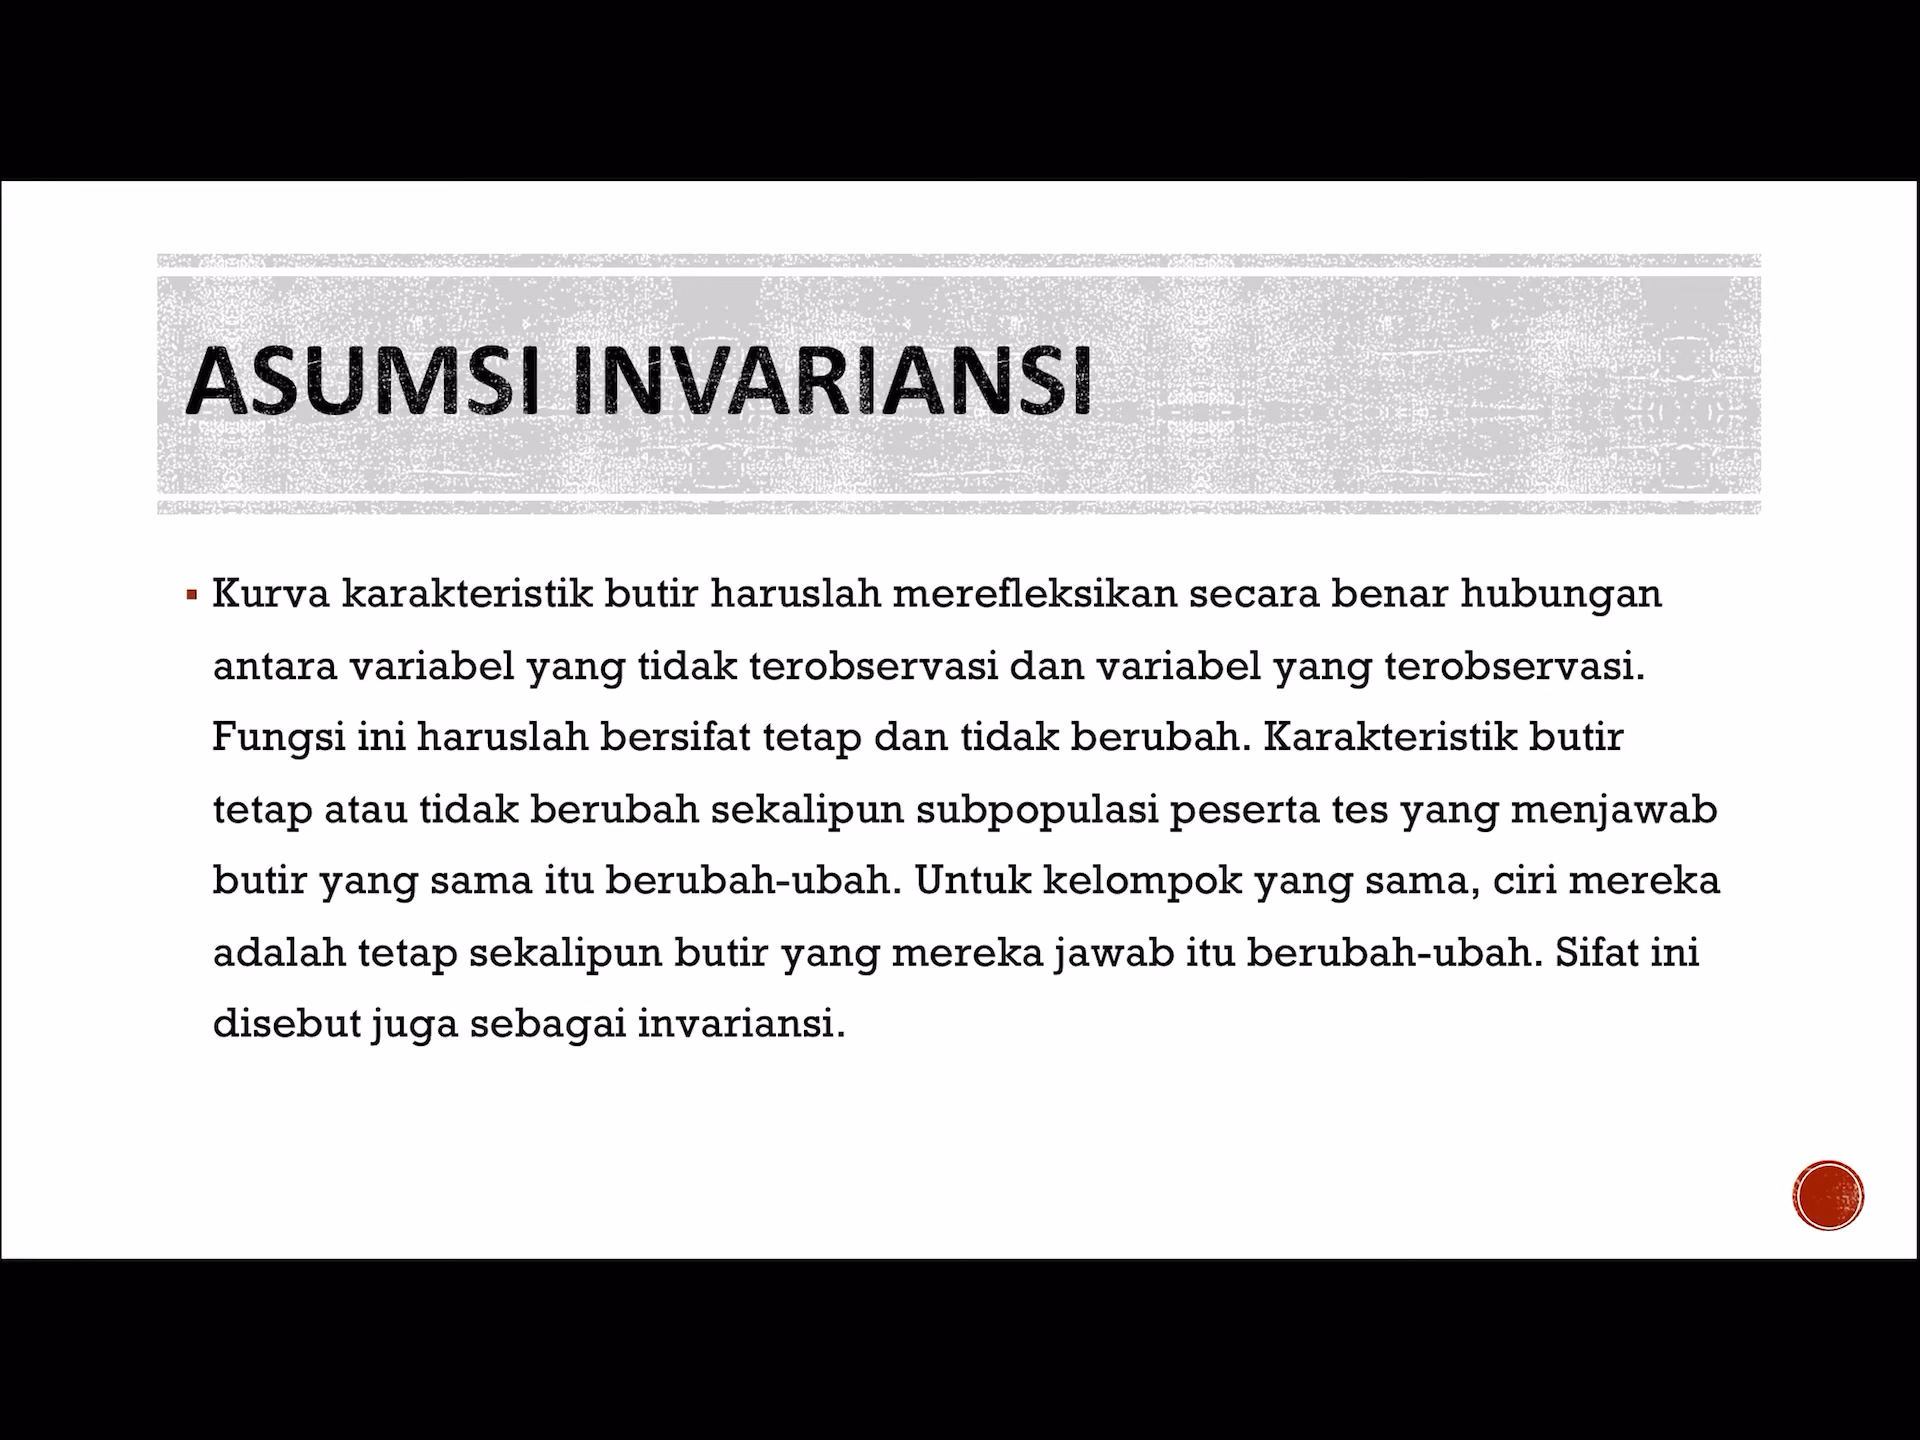 ASUMSI INVARIANSI
Kurva karakteristik butir haruslah merefleksikan secara benar hubungan
antara variabel yang tidak terobservasi dan variabel yang terobservasi.
Fungsi ini haruslah bersifat tetap dan tidak berubah. Karakteristik butir
tetap atau tidak berubah sekalipun subpopulasi peserta tes yang menjawab
butir yang sama itu berubah-ubah. Untuk kelompok yang sama, ciri mereka
adalah tetap sekalipun butir yang mereka jawab itu berubah-ubah. Sifat ini
disebut juga sebagai invariansi.